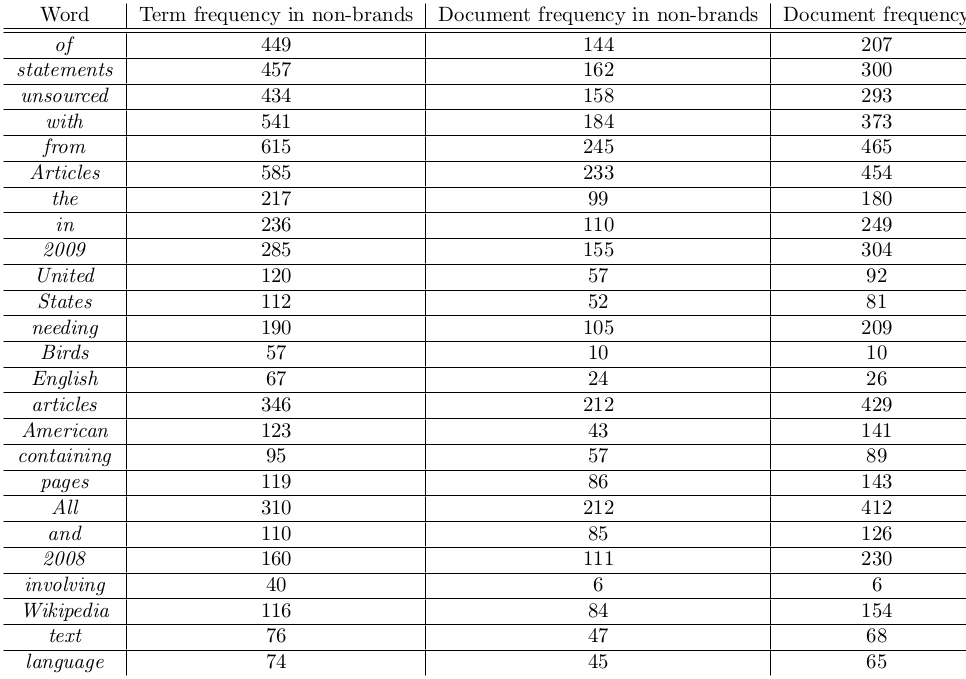 Word Term frequency in non-brands Document frequency in non-brands Document frequency
of 449 144 207
statements 457 162 300
unsourced 434 158 293
with 541 184 373
from 615 245 465
Articles 585 233 454
the 217 99 180
in 236 110 249
2009 285 155 304
United 120 57 92
States 112 52 81
needing 190 105 209
Birds 57 10 10
English 67 24 26
articles 346 212 429
American 123 43 141
containing 95 57 89
pages 119 86 143
All 310 212 412
and 110 85 126
2008 160 111 230
involving 40 6 6
Wikipedia 116 84 154
text 76 47 68
language 74 45 65